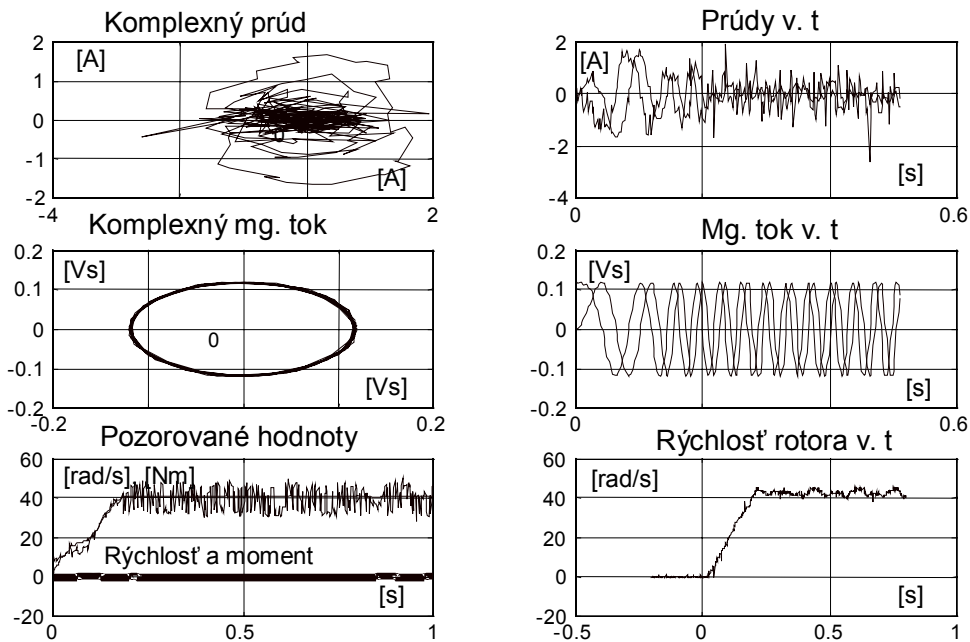 Komplexný prúd
2
1
0
-1
-2
[A]
0
[A]
-4
2
Prúdy v. t
2
0
-2
-4
[A]
[s]
0
0.6
Komplexný mg. tok
0.2
0.1
0
-0.1
-0.2
[Vs]
0
[Vs]
-0.2
0.2
Mg. tok v. t
0.2
0.1
0
-0.1
-0.2
[Vs]
[s]
0
0.6
Pozorované hodnoty
60
40
20
0
-20
[rad/s], [Nm]
Rýchlosť a moment
[s]
0
0.5
1
Rýchlosť rotora v. t
60
40
20
0
-20
[rad/s]
[s]
-0.5
0
0.5
1